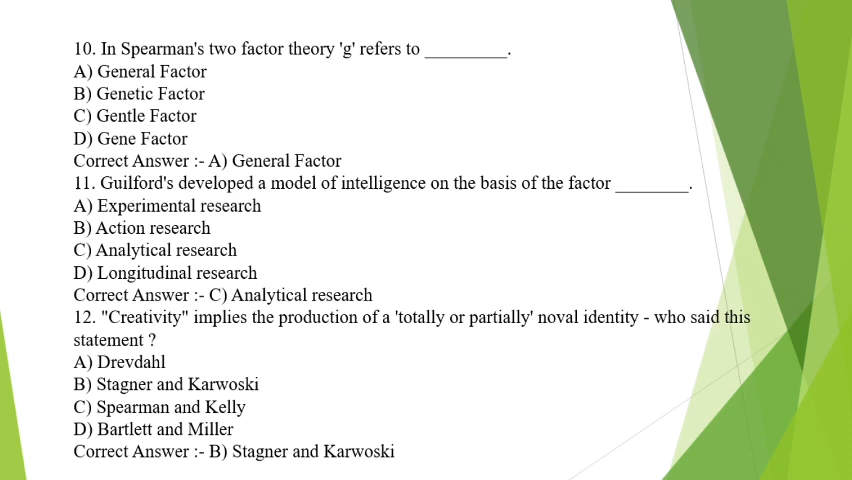 10. In Spearman's two factor theory 'g' refers to _________.
A) General Factor
B) Genetic Factor
C) Gentle Factor
D) Gene Factor
Correct Answer :- A) General Factor
11. Guilford's developed a model of intelligence on the basis of the factor ________.
A) Experimental research
B) Action research
C) Analytical research
D) Longitudinal research
Correct Answer :- C) Analytical research
12. "Creativity" implies the production of a 'totally or partially' noval identity - who said this
statement ?
A) Drevdahl
B) Stagner and Karwoski
C) Spearman and Kelly
D) Bartlett and Miller
Correct Answer :- B) Stagner and Karwoski